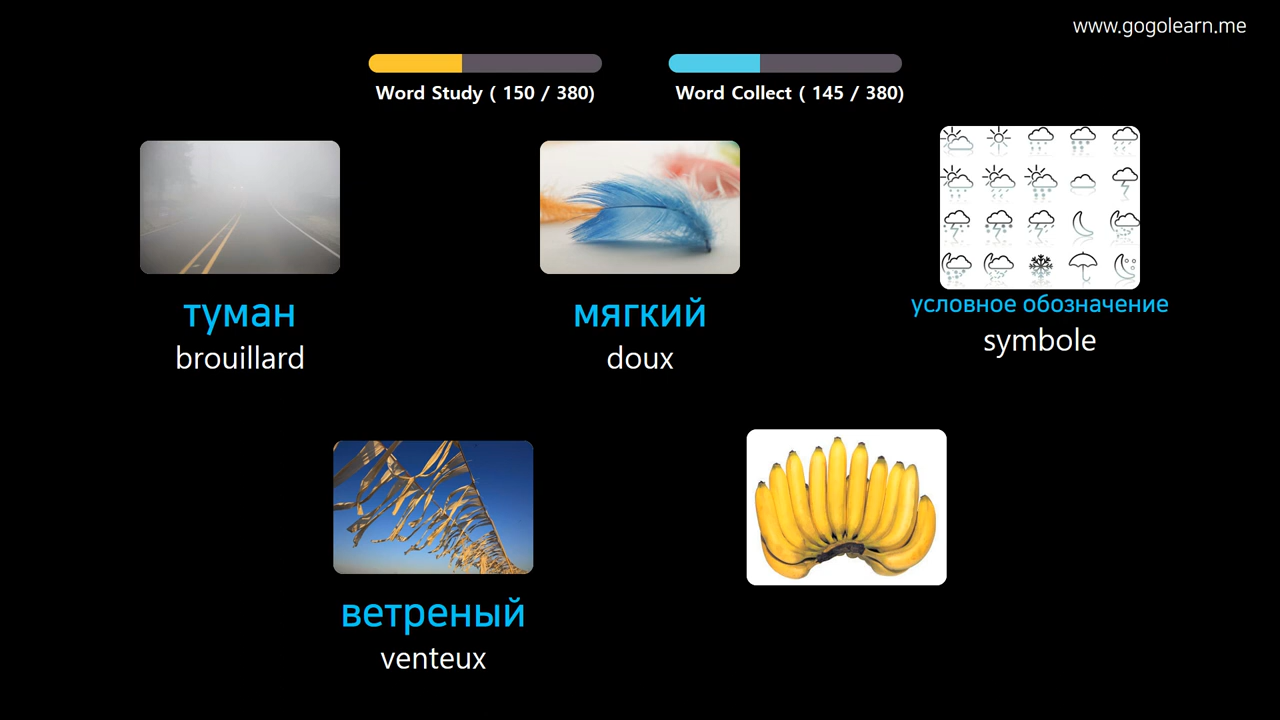 www.gogolearn.me
Word Study ( 150 / 380)
Word Collect ( 145 / 380)
туман
brouillard
мягкий
doux
условное обозначение
symbole
ветреный
venteux